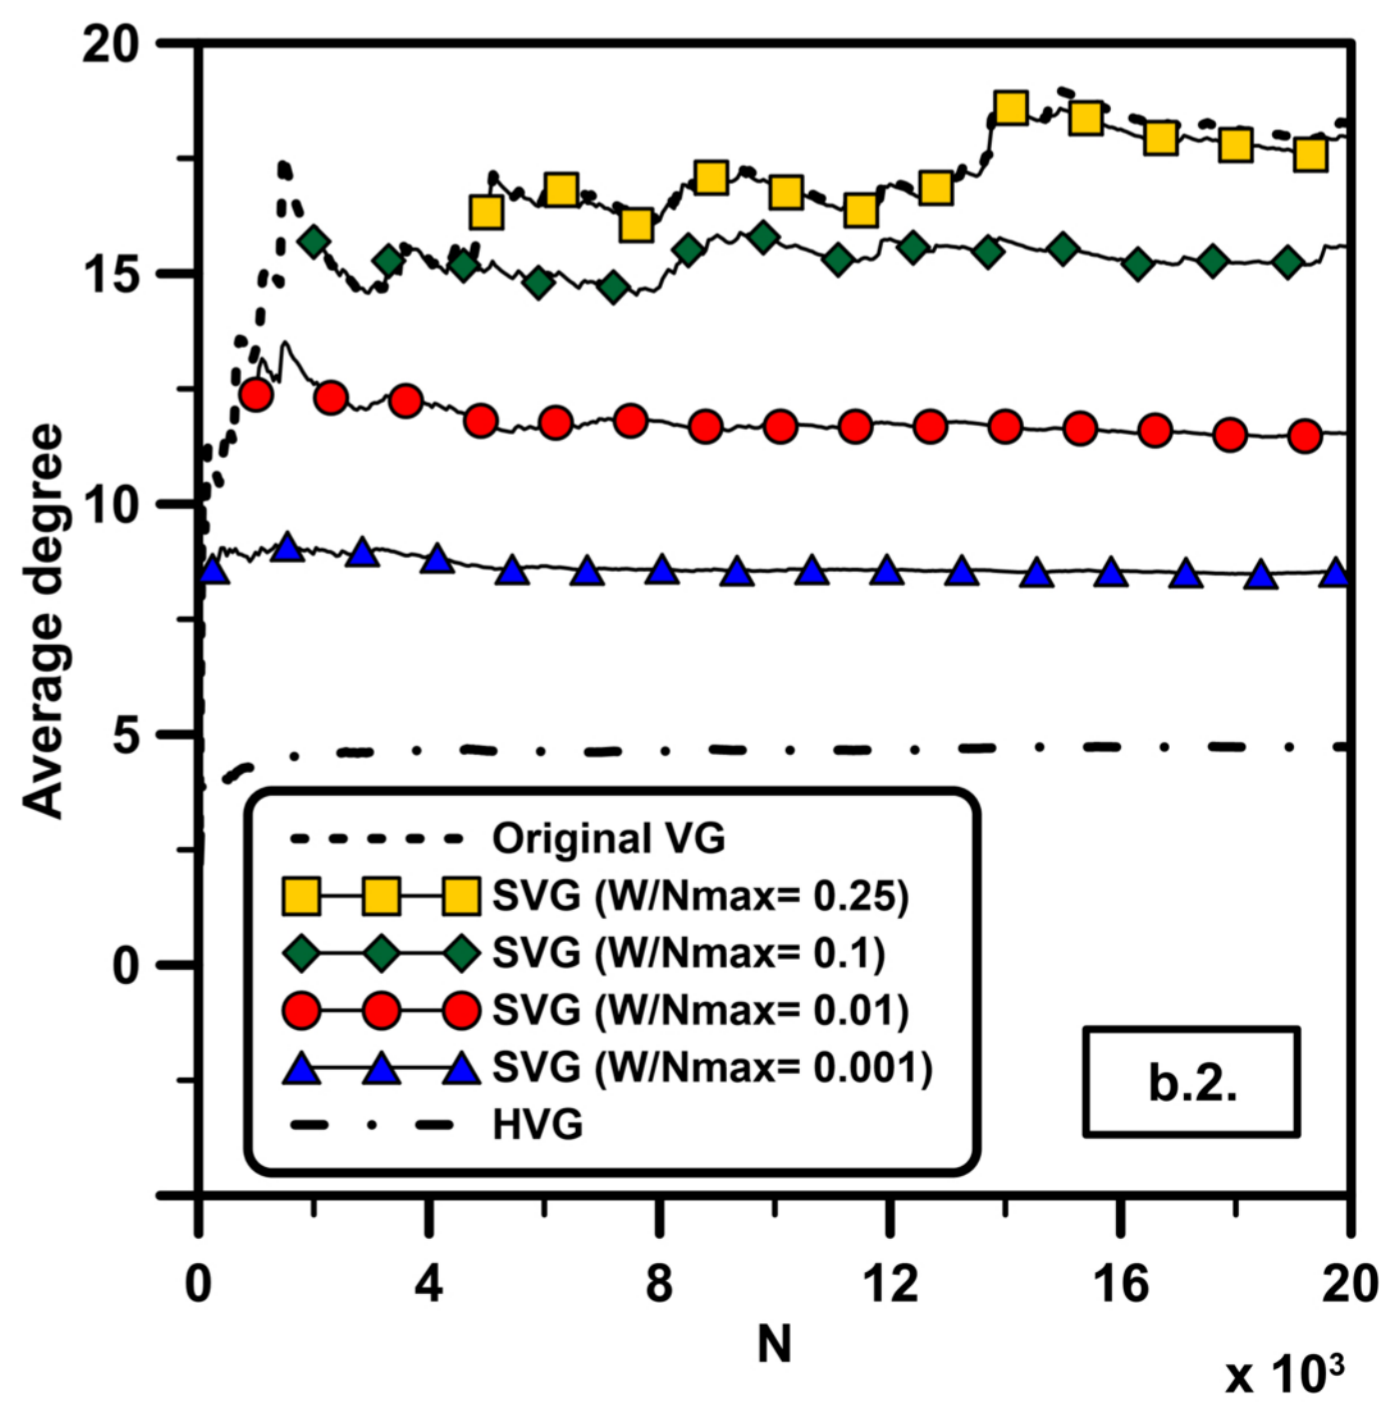 20
15
10
5
0
Average degree
Original VG
SVG (W/Nmax= 0.25)
SVG (W/Nmax= 0.1)
SVG (W/Nmax= 0.01)
SVG (W/Nmax= 0.001)
HVG
b.2.
0 4 8 12 16 20
N
x 10³